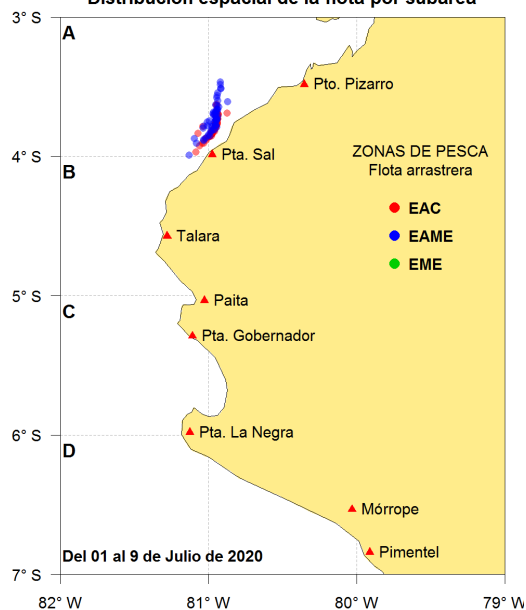 Distribución espacial de la flota por subárea
3° S
A
Pto. Pizarro
ZONAS DE PESCA
Flota arrastrera
4° S
Pta. Sal
B
EAC
Talara
EAME
EME
5° S
Paita
C
Pta. Gobernador
6° S
Pta. La Negra
D
Mórrope
Del 01 al 9 de Julio de 2020
Pimentel
7° S
82° W
81° W
80° W
79° W